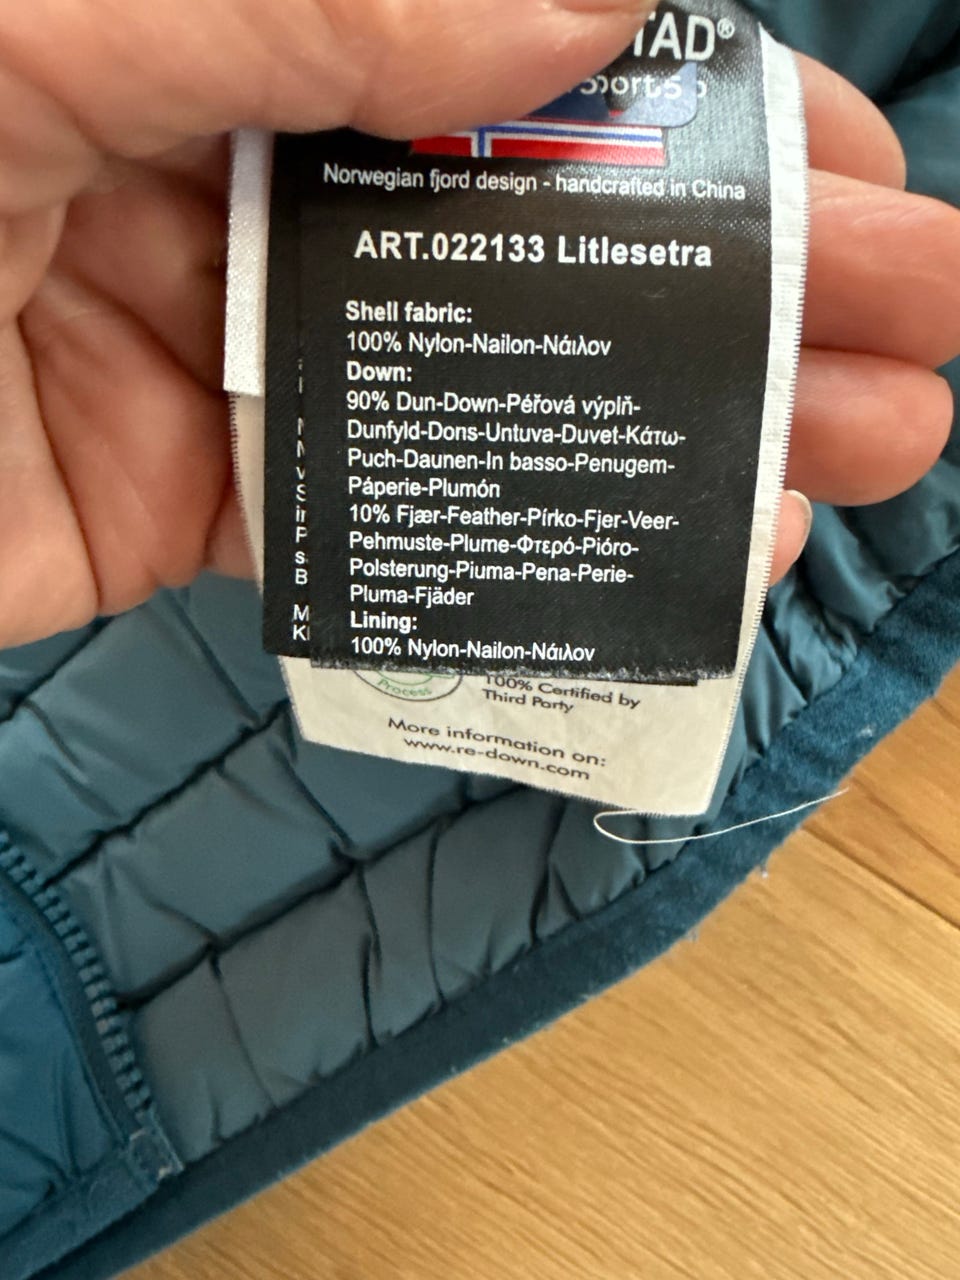 TAD®
Norwegian fjord design - handcrafted in China
ART.022133 Litlesetra
Shell fabric:
100% Nylon-Nailon-Νάιλον
Down:
90% Dun-Down-Péřová výplň-
Dunfyld-Dons-Untuva-Duvet-Κάτω-
Puch-Daunen-In basso-Penugem-
Páperie-Plumón
10% Fjær-Feather-Pírko-Fjer-Veer-
Pehmuste-Plume-Φτερό-Pióro-
Polsterung-Piuma-Pena-Perie-
Pluma-Fjäder
Lining:
100% Nylon-Nailon-Νάιλον
Process
100% Certified by
Third Party
More information on:
www.re-down.com